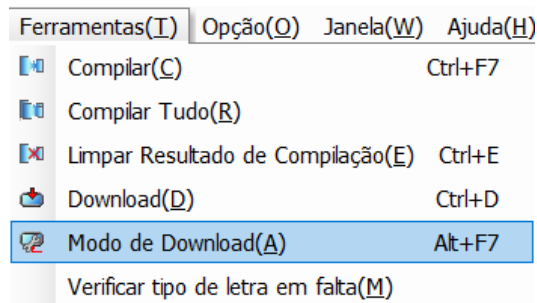 Ferramentas(T) Opção(O) Janela(W) Ajuda(H)
Compilar(C) Ctrl+F7
Compilar Tudo(R)
Limpar Resultado de Compilação(E) Ctrl+E
Download(D) Ctrl+D
Modo de Download(A) Alt+F7
Verificar tipo de letra em falta(M)